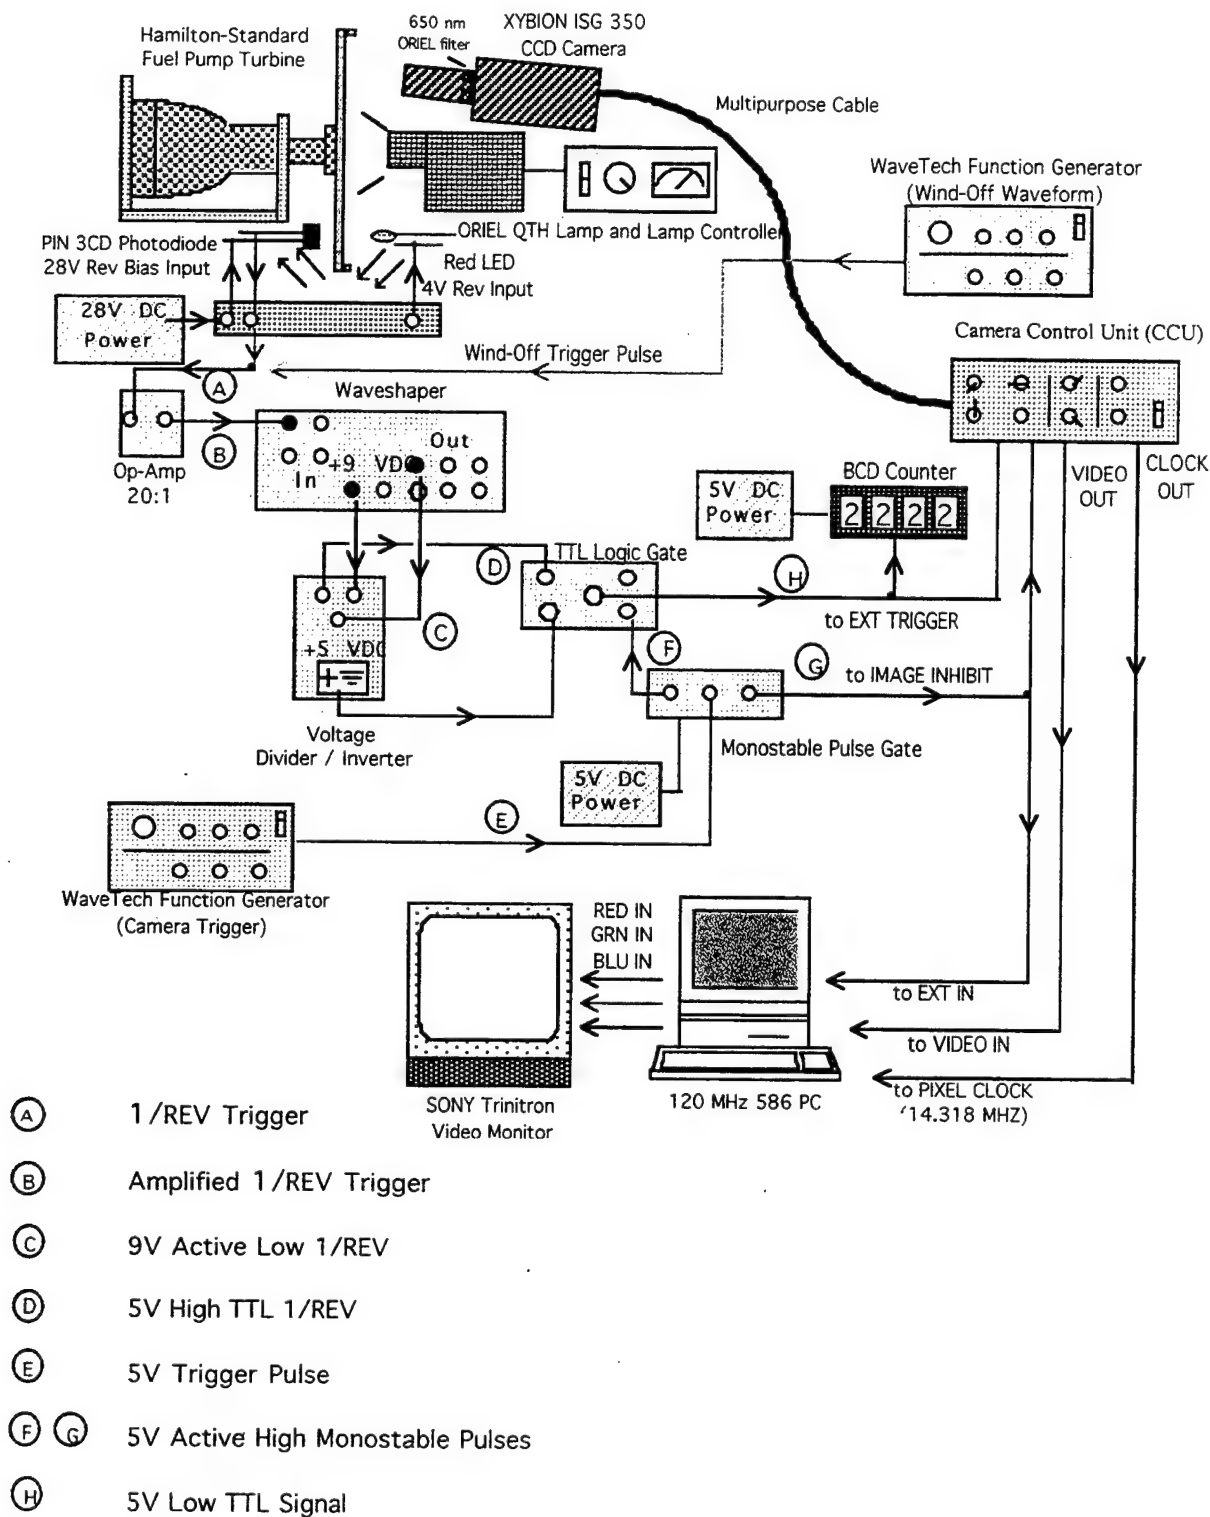 Hamilton-Standard
Fuel Pump Turbine
650 nm
ORIEL filter
XYBION ISG 350
CCD Camera
Multipurpose Cable
WaveTech Function Generator
(Wind-Off Waveform)
PIN 3CD Photodiode
28V Rev Bias Input
ORIEL QTH Lamp and Lamp Controller
Red LED
4V Rev Input
28V DC
Power
Camera Control Unit (CCU)
Wind-Off Trigger Pulse
A
Waveshaper
B
Op-Amp
20:1
In
+9 VDC
Out
BCD Counter
5V DC
Power
2 2 2 2
VIDEO
OUT
CLOCK
OUT
D
TTL Logic Gate
H
to EXT TRIGGER
C
+5 VDC
F
G
to IMAGE INHIBIT
Voltage
Divider / Inverter
Monostable Pulse Gate
5V DC
Power
E
WaveTech Function Generator
(Camera Trigger)
RED IN
GRN IN
BLU IN
to EXT IN
to VIDEO IN
to PIXEL CLOCK
(14.318 MHZ)
SONY Trinitron
Video Monitor
120 MHz 586 PC
A 1/REV Trigger
B Amplified 1/REV Trigger
C 9V Active Low 1/REV
D 5V High TTL 1/REV
E 5V Trigger Pulse
F G 5V Active High Monostable Pulses
H 5V Low TTL Signal